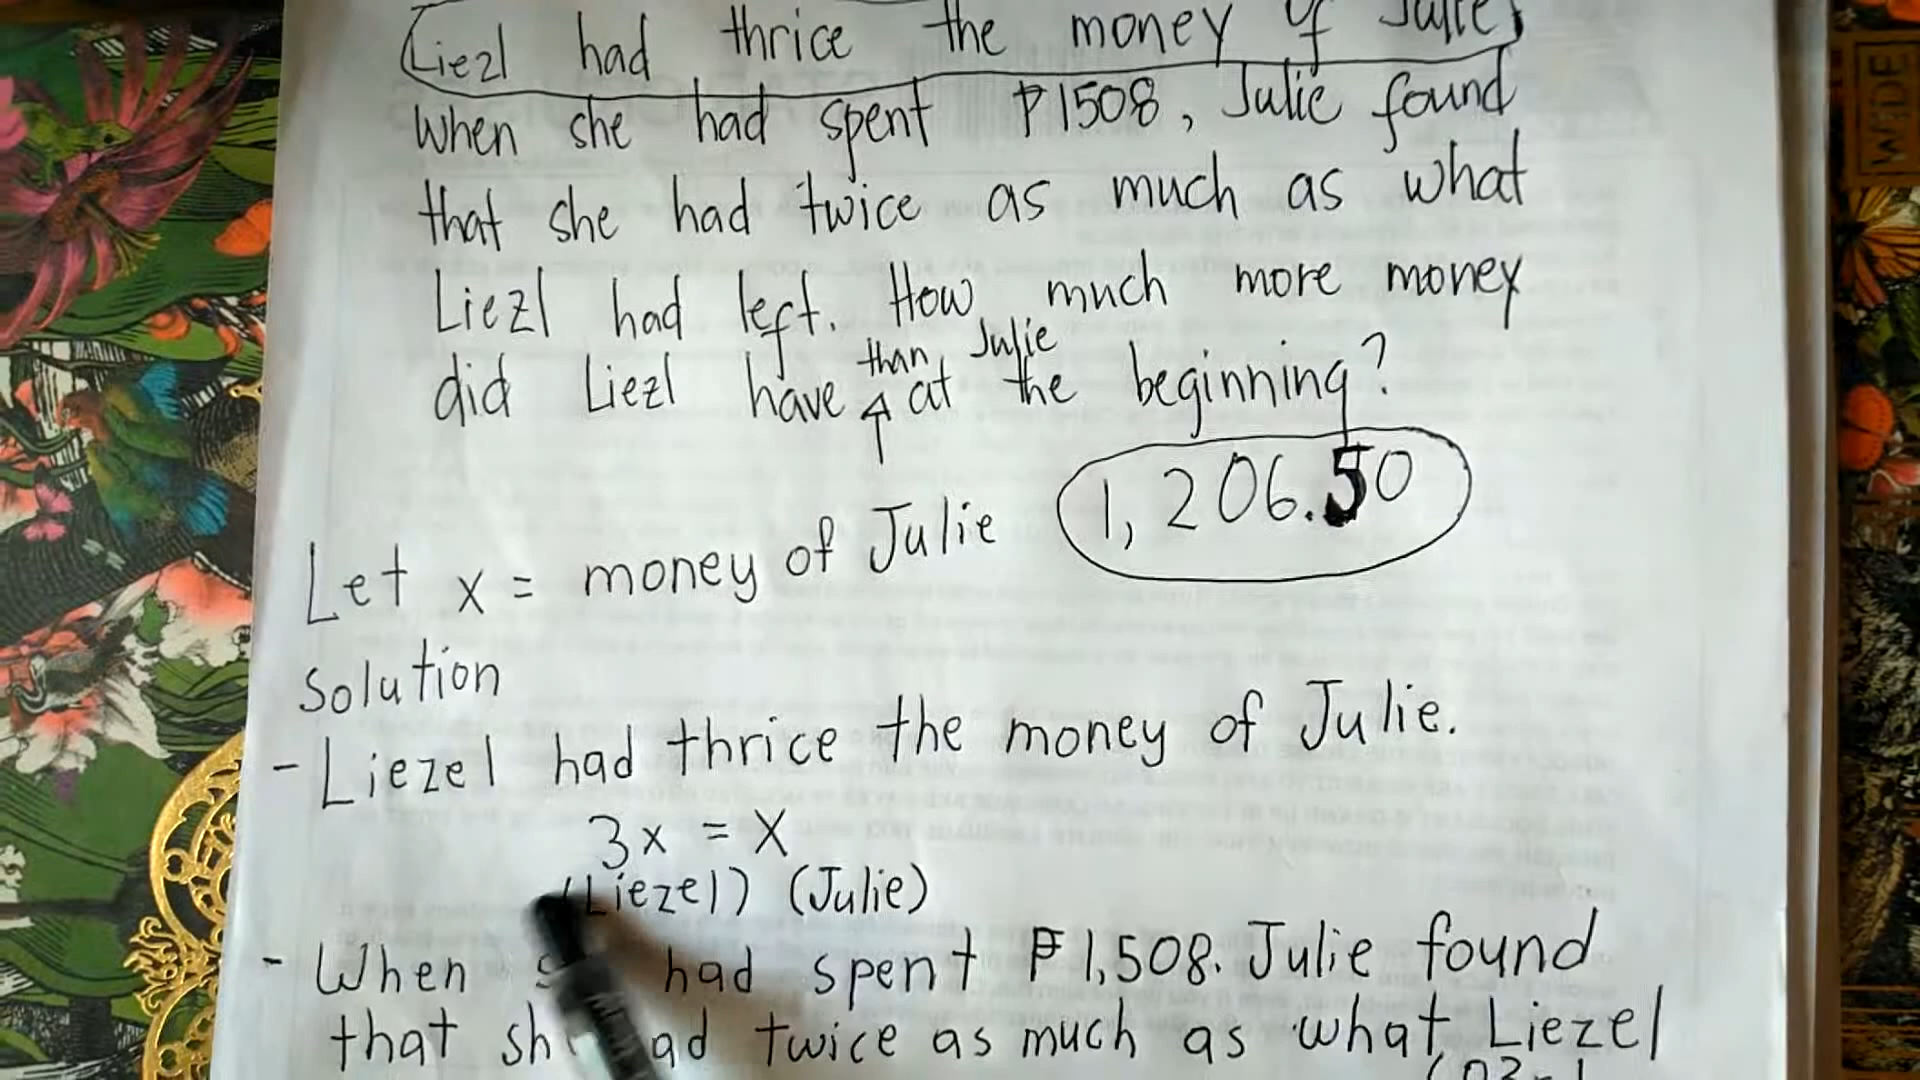 Liezl had thrice the money of Julie,
When she had spent ₱1508, Julie found
that she had twice as much as what
Liezl had left. How much more money
than Julie
did Liezl have at the beginning?
1,206.50
Let x = money of Julie
Solution
- Liezel had thrice the money of Julie.
3x = X
(Liezel) (Julie)
- When had spent ₱1,508. Julie found
that twice as much as what Liezel
WIDE